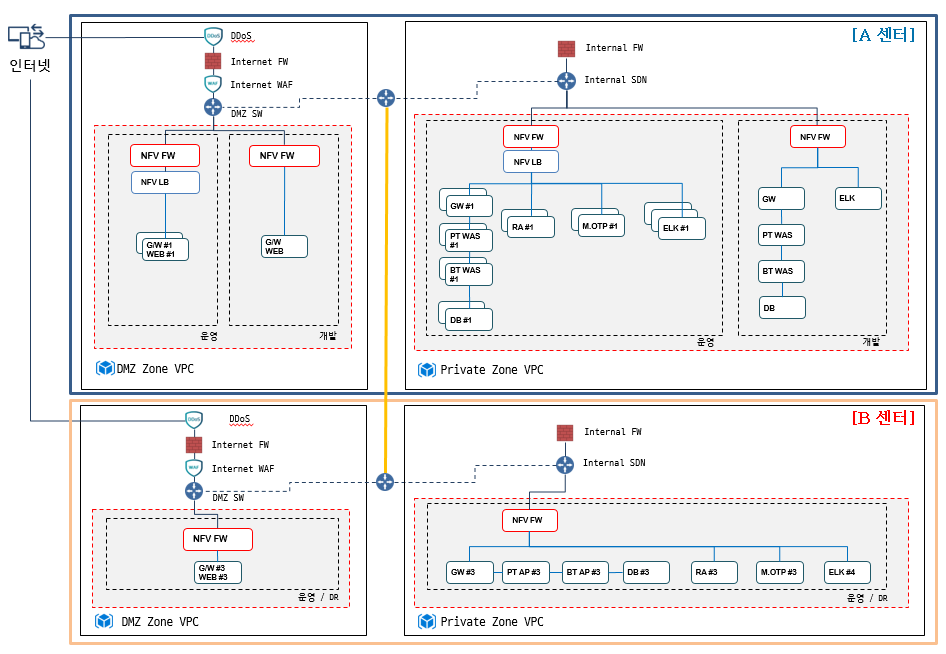 인터넷
[A 센터]
DDoS
DDoS
Internet FW
WAF
Internet WAF
DMZ SW
NFV FW
NFV LB
G/W #1
WEB #1
운영
NFV FW
G/W
WEB
개발
DMZ Zone VPC
Internal FW
Internal SDN
NFV FW
NFV LB
GW #1
PT WAS
#1
BT WAS
#1
DB #1
RA #1
M.OTP #1
ELK #1
운영
NFV FW
GW
ELK
PT WAS
BT WAS
DB
개발
Private Zone VPC
[B 센터]
DDoS
DDoS
Internet FW
WAF
Internet WAF
DMZ SW
NFV FW
G/W #3
WEB #3
운영 / DR
DMZ Zone VPC
Internal FW
Internal SDN
NFV FW
GW #3
PT AP #3
BT AP #3
DB #3
RA #3
M.OTP #3
ELK #4
운영 / DR
Private Zone VPC